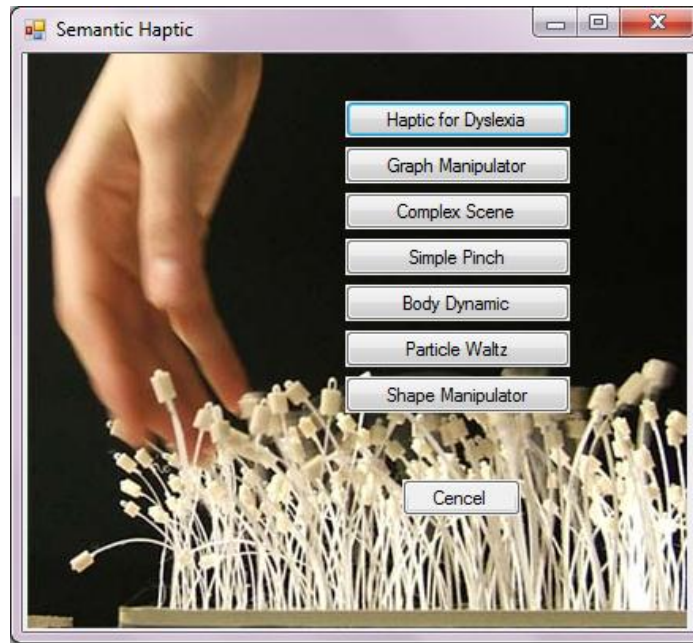 Semantic Haptic
Haptic for Dyslexia
Graph Manipulator
Complex Scene
Simple Pinch
Body Dynamic
Particle Waltz
Shape Manipulator
Cencel